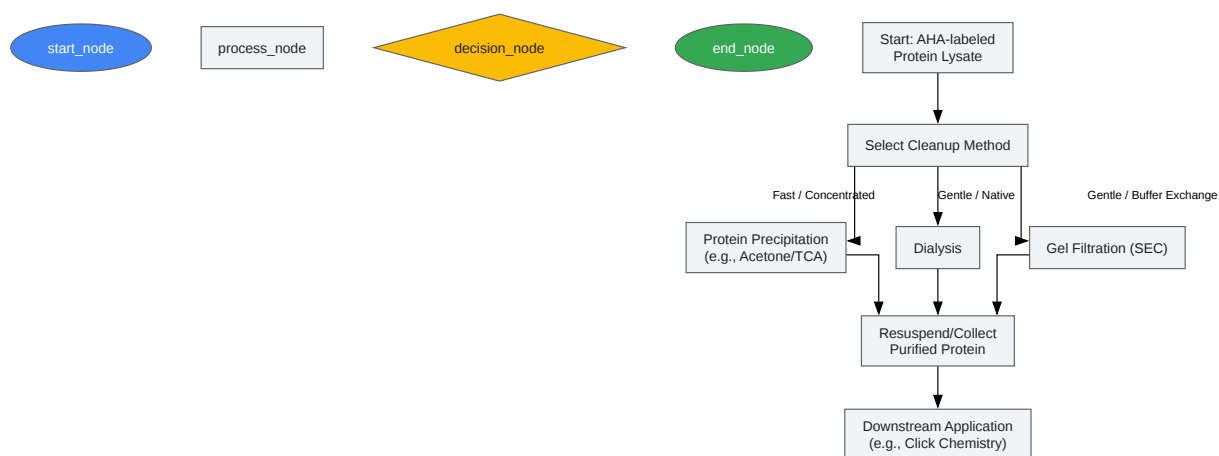 start_node
process_node
decision_node
end_node
Start: AHA-labeled
Protein Lysate
Select Cleanup Method
Fast / Concentrated
Gentle / Native
Gentle / Buffer Exchange
Protein Precipitation
(e.g., Acetone/TCA)
Dialysis
Gel Filtration (SEC)
Resuspend/Collect
Purified Protein
Downstream Application
(e.g., Click Chemistry)